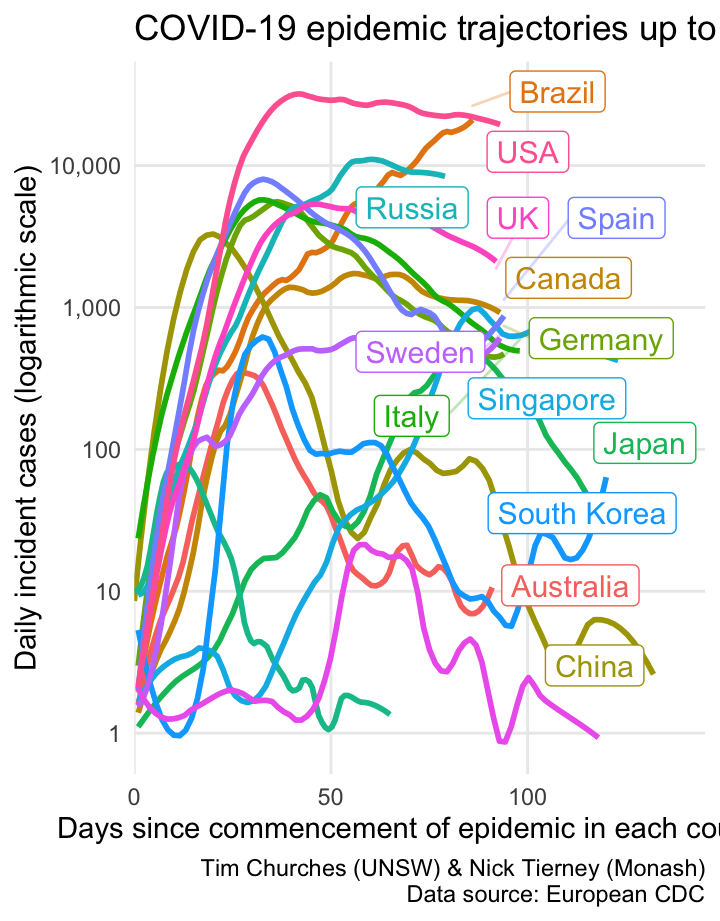 COVID-19 epidemic trajectories up to
Daily incident cases (logarithmic scale)
10,000
1,000
100
10
1
Brazil
USA
Russia
UK
Spain
Canada
Sweden
Germany
Singapore
Italy
Japan
South Korea
Australia
China
0
50
100
Days since commencement of epidemic in each cou
Tim Churches (UNSW) & Nick Tierney (Monash)
Data source: European CDC